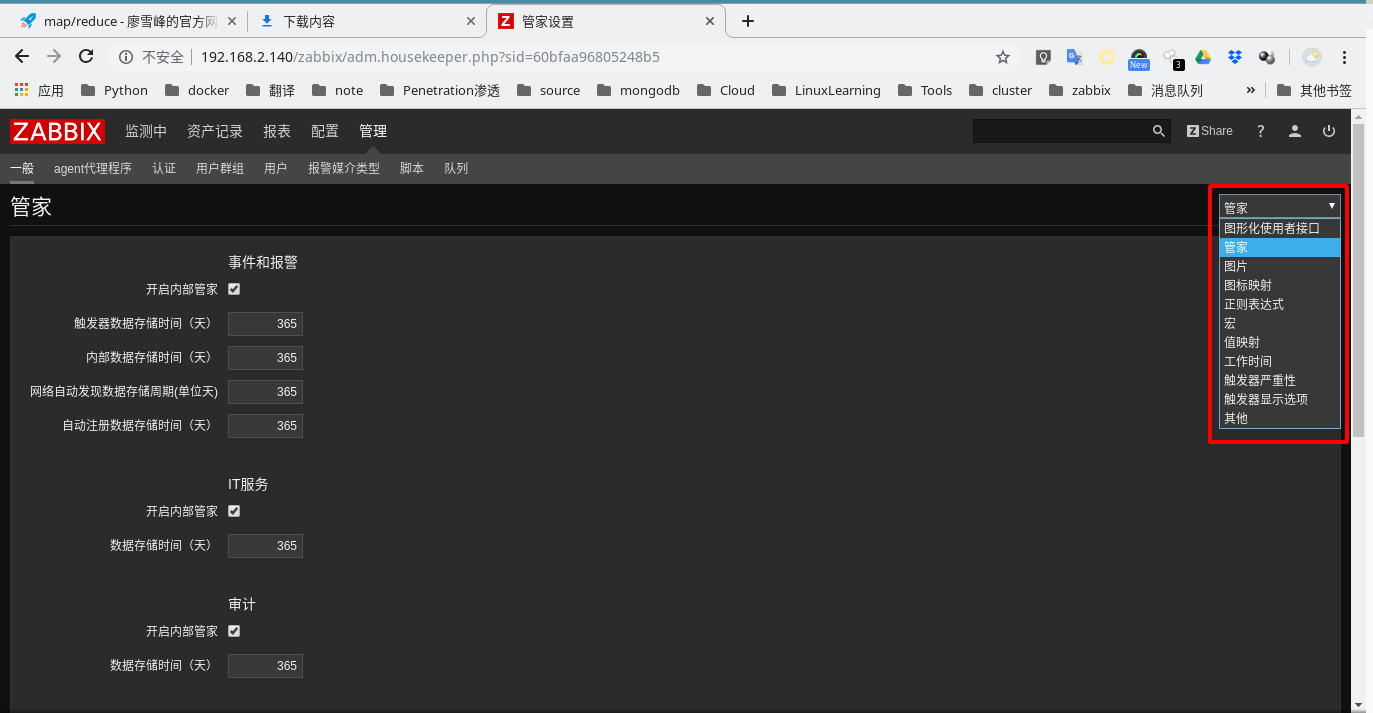 map/reduce - 廖雪峰的官方网
下载内容
Z 管家设置
不安全 | 192.168.2.140/zabbix/adm.housekeeper.php?sid=60bfaa96805248b5
New
3
应用 Python docker 翻译 note Penetration渗透 source mongodb Cloud LinuxLearning Tools cluster zabbix 消息队列 » 其他书签
ZABBIX 监测中 资产记录 报表 配置 管理 Z Share ?
一般 agent代理程序 认证 用户群组 用户 报警媒介类型 脚本 队列
管家
管家
图形化使用者接口
管家
图片
图标映射
正则表达式
宏
值映射
工作时间
触发器严重性
触发器显示选项
其他
事件和报警
开启内部管家
触发器数据存储时间（天） 365
内部数据存储时间（天） 365
网络自动发现数据存储周期(单位天) 365
自动注册数据存储时间（天） 365
IT服务
开启内部管家
数据存储时间（天） 365
审计
开启内部管家
数据存储时间（天） 365